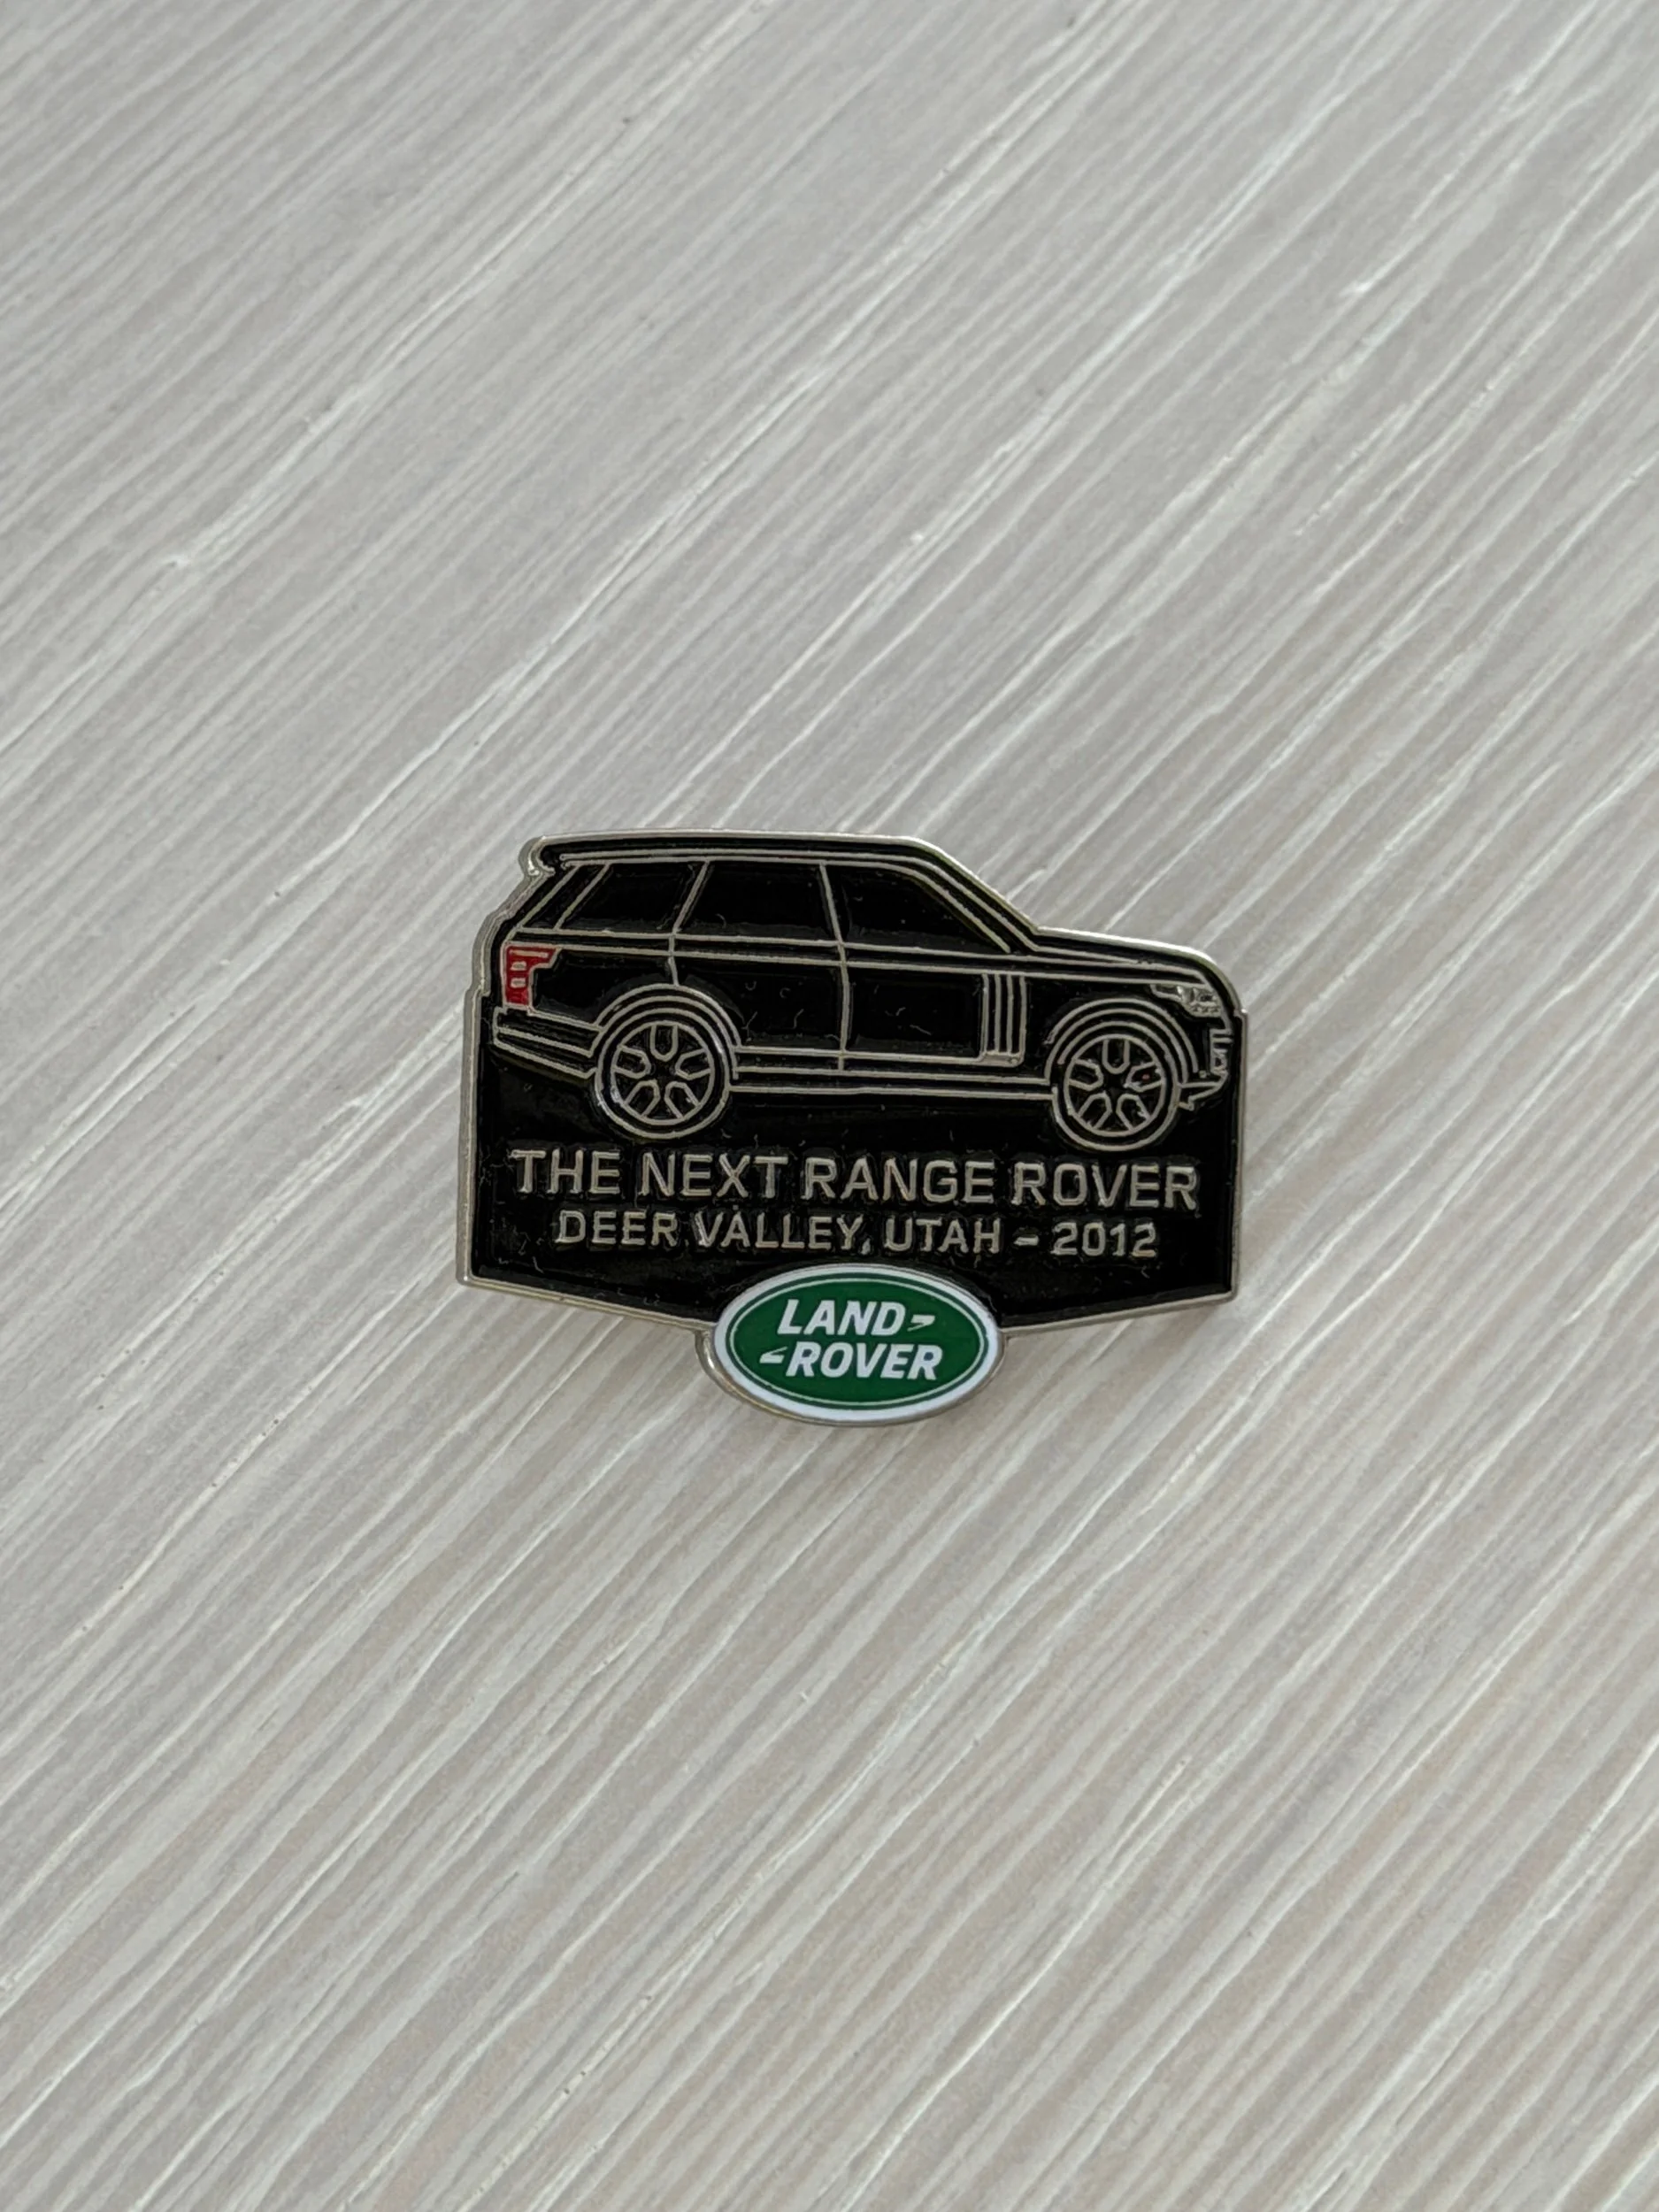 THE NEXT RANGE ROVER
DEER VALLEY, UTAH – 2012
LAND-
-ROVER